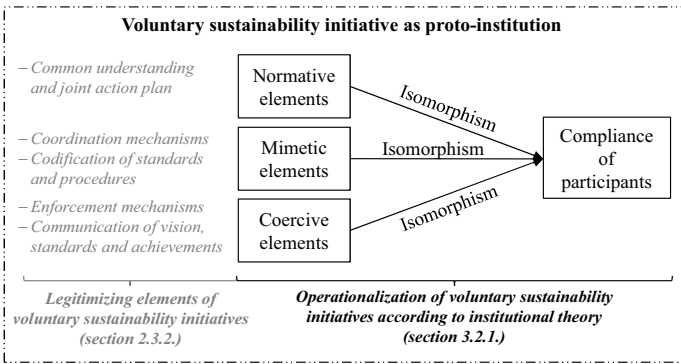 Voluntary sustainability initiative as proto-institution
– Common understanding
and joint action plan
Normative
elements
Isomorphism
– Coordination mechanisms
– Codification of standards
and procedures
Mimetic
elements
Isomorphism
Compliance
of
participants
– Enforcement mechanisms
– Communication of vision,
standards and achievements
Coercive
elements
Isomorphism
Legitimizing elements of
voluntary sustainability initiatives
(section 2.3.2.)
Operationalization of voluntary sustainability
initiatives according to institutional theory
(section 3.2.1.)